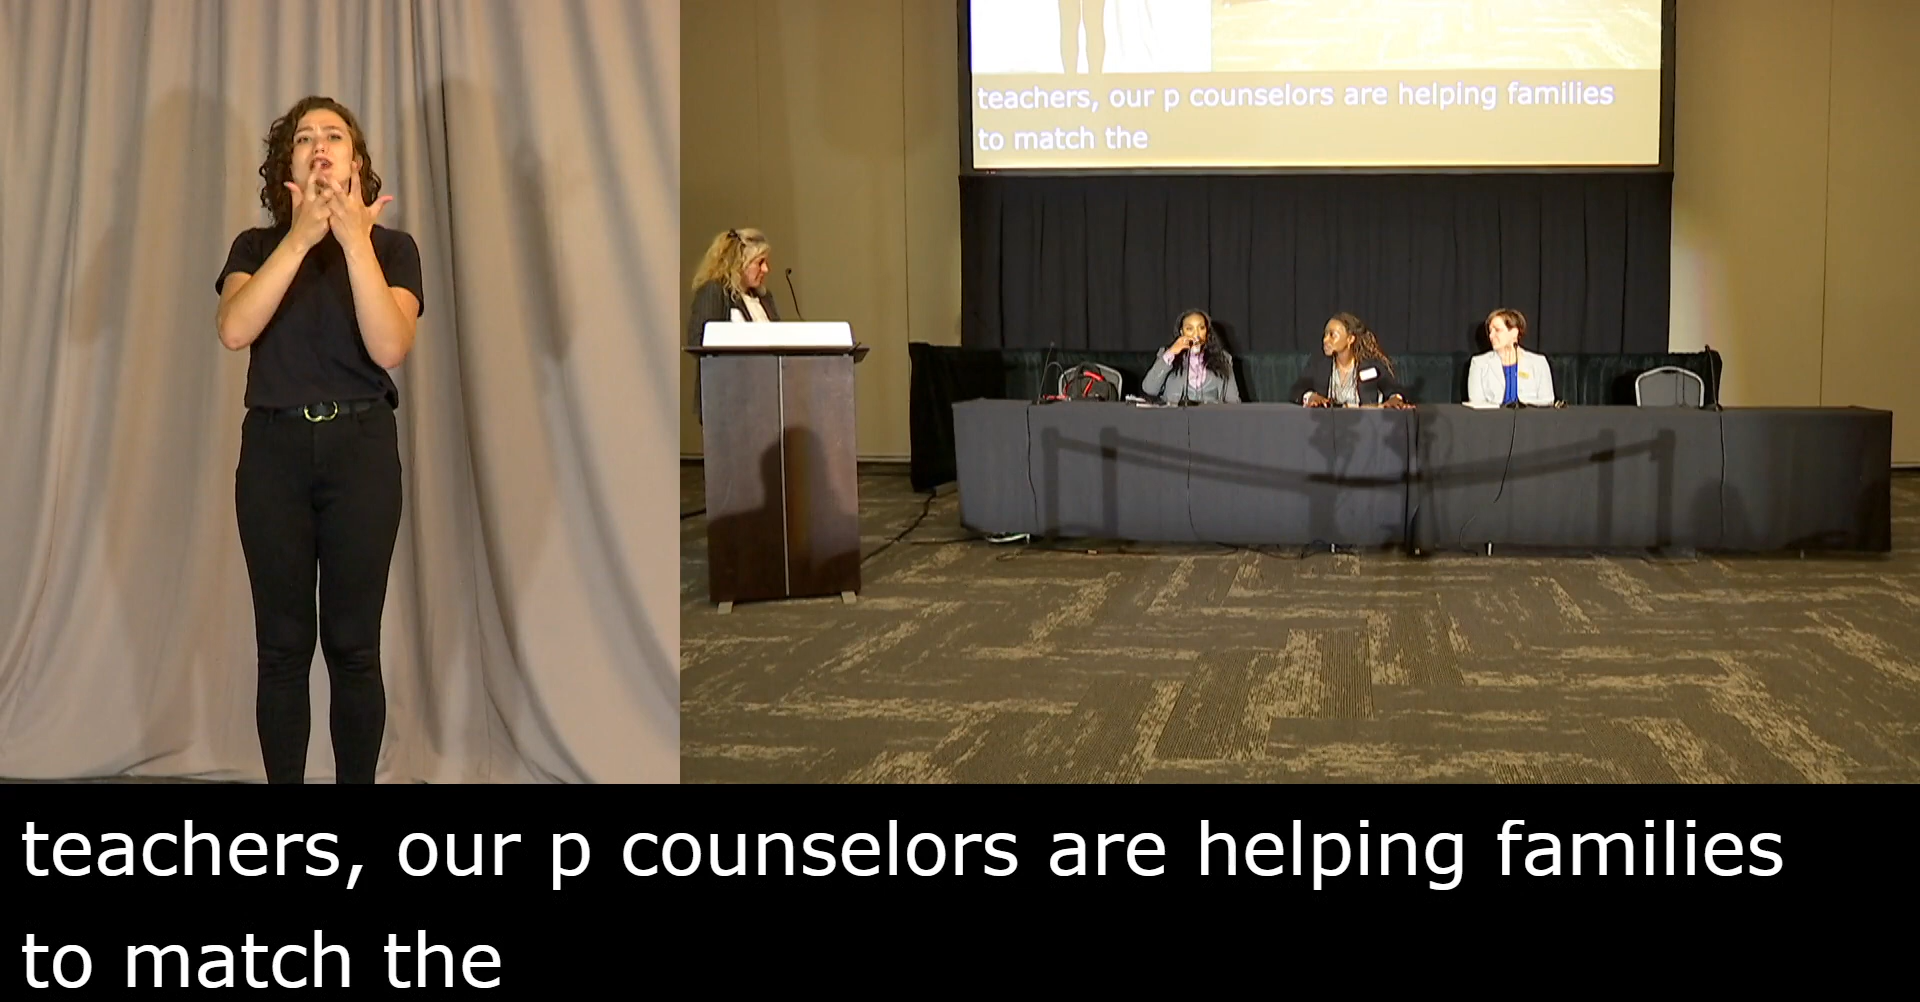 teachers, our p counselors are helping families
to match the
teachers, our p counselors are helping families
to match the